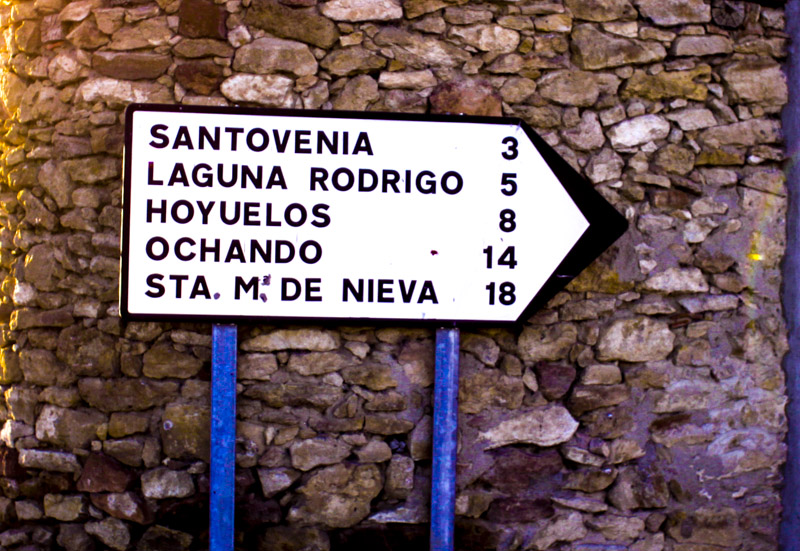 SANTOVENIA 3
LAGUNA RODRIGO 5
HOYUELOS 8
OCHANDO 14
STA. Mª DE NIEVA 18